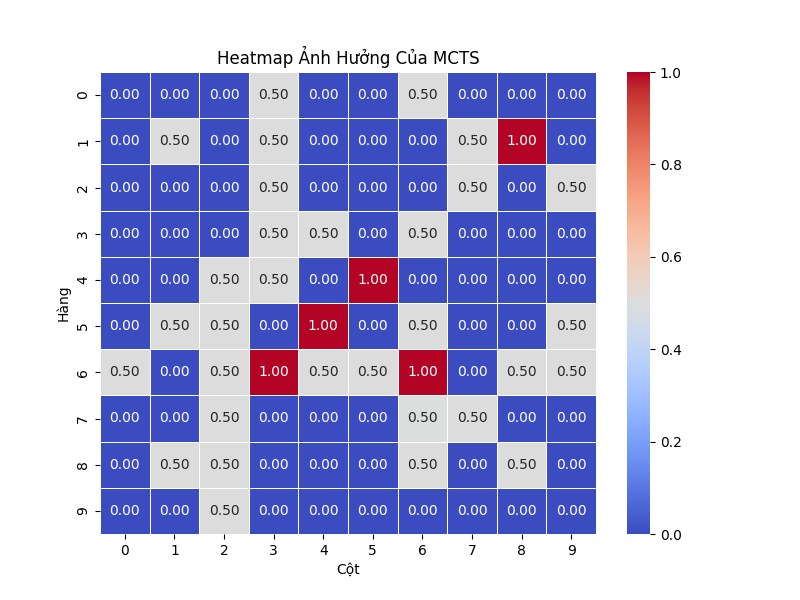 Heatmap Ảnh Hưởng Của MCTS
0 0.00 0.00 0.00 0.50 0.00 0.00 0.50 0.00 0.00 0.00
1 0.00 0.50 0.00 0.50 0.00 0.00 0.00 0.50 1.00 0.00
2 0.00 0.00 0.00 0.50 0.00 0.00 0.00 0.50 0.00 0.50
3 0.00 0.00 0.00 0.50 0.50 0.00 0.50 0.00 0.00 0.00
4 0.00 0.00 0.50 0.50 0.00 1.00 0.00 0.00 0.00 0.00
5 0.00 0.50 0.50 0.00 1.00 0.00 0.50 0.00 0.00 0.50
6 0.50 0.00 0.50 1.00 0.50 0.50 1.00 0.00 0.50 0.50
7 0.00 0.00 0.50 0.00 0.00 0.00 0.50 0.50 0.00 0.00
8 0.00 0.50 0.50 0.00 0.00 0.00 0.50 0.00 0.50 0.00
9 0.00 0.00 0.50 0.00 0.00 0.00 0.00 0.00 0.00 0.00
0 1 2 3 4 5 6 7 8 9
Cột
Hàng
1.0
0.8
0.6
0.4
0.2
0.0